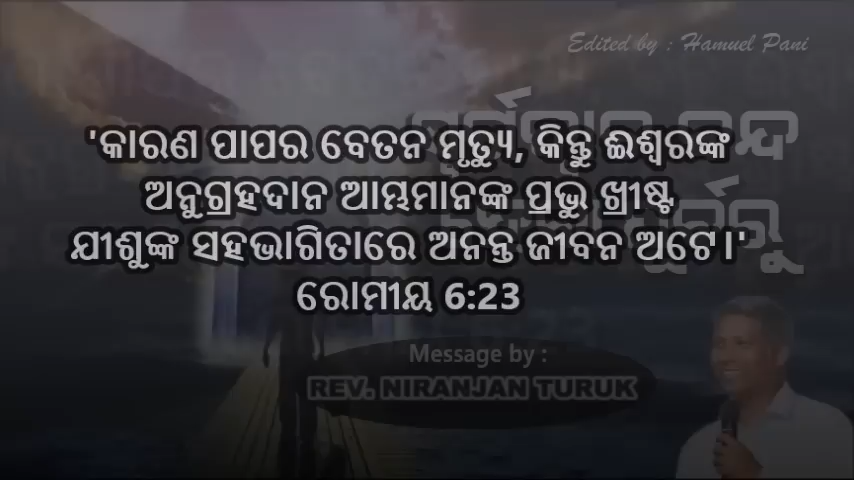 Edited by : Hamuel Pani
'କାରଣ ପାପର ବେତନ ମୃତ୍ୟୁ, କିନ୍ତୁ ଈଶ୍ୱରଙ୍କ
ଅନୁଗ୍ରହଦାନ ଆମ୍ଭମାନଙ୍କ ପ୍ରଭୁ ଖ୍ରୀଷ୍ଟ
ଯୀଶୁଙ୍କ ସହଭାଗିତାରେ ଅନନ୍ତ ଜୀବନ ଅଟେ।'
ରୋମୀୟ 6:23
Message by :
REV. NIRANJAN TURUK